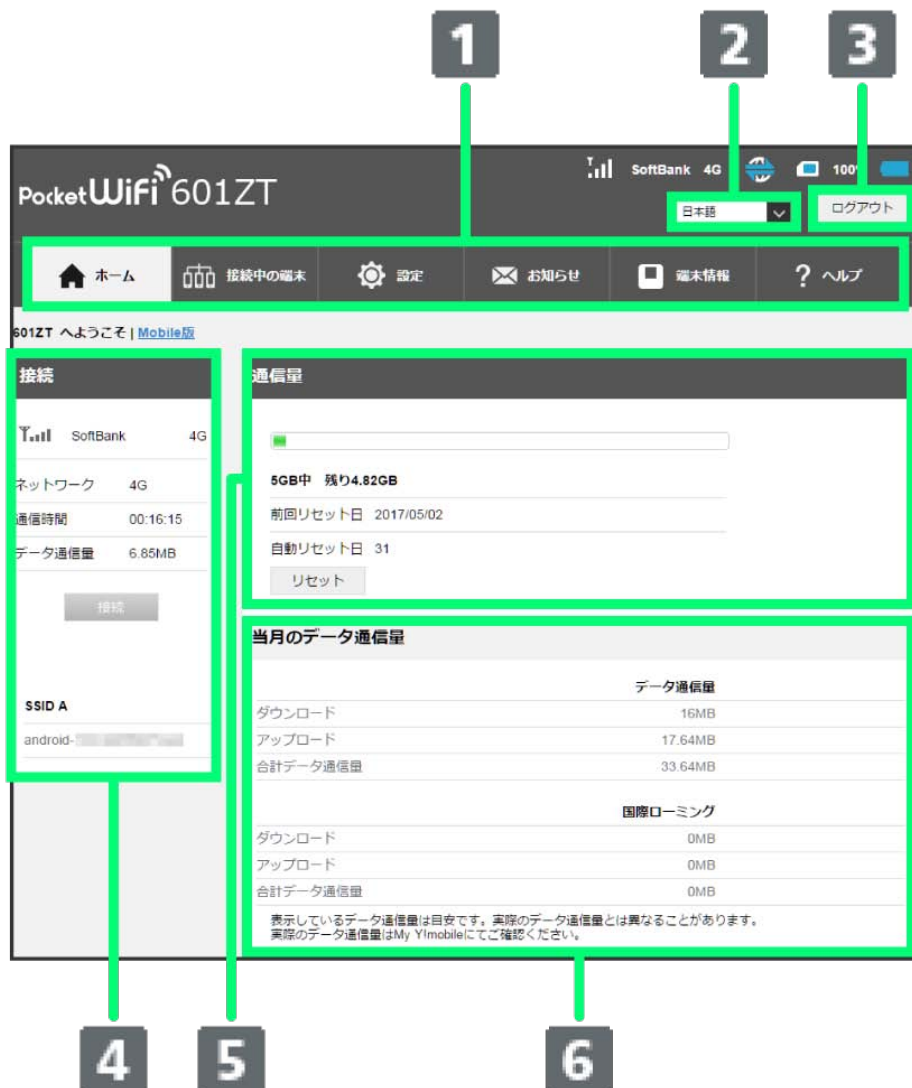 1 2 3
SoftBank 4G 100%
PocketWiFi 601ZT
日本語 ログアウト
ホーム 接続中の端末 設定 お知らせ 端末情報 ? ヘルプ
601ZT へようこそ | Mobile版
接続
SoftBank 4G
ネットワーク 4G
通信時間 00:16:15
データ通信量 6.85MB
接続
SSID A
android-
通信量
5GB中 残り4.82GB
前回リセット日 2017/05/02
自動リセット日 31
リセット
当月のデータ通信量
データ通信量
ダウンロード 16MB
アップロード 17.64MB
合計データ通信量 33.64MB
国際ローミング
ダウンロード 0MB
アップロード 0MB
合計データ通信量 0MB
表示しているデータ通信量は目安です。実際のデータ通信量とは異なることがあります。
実際のデータ通信量はMy Y!mobileにてご確認ください。
4 5 6